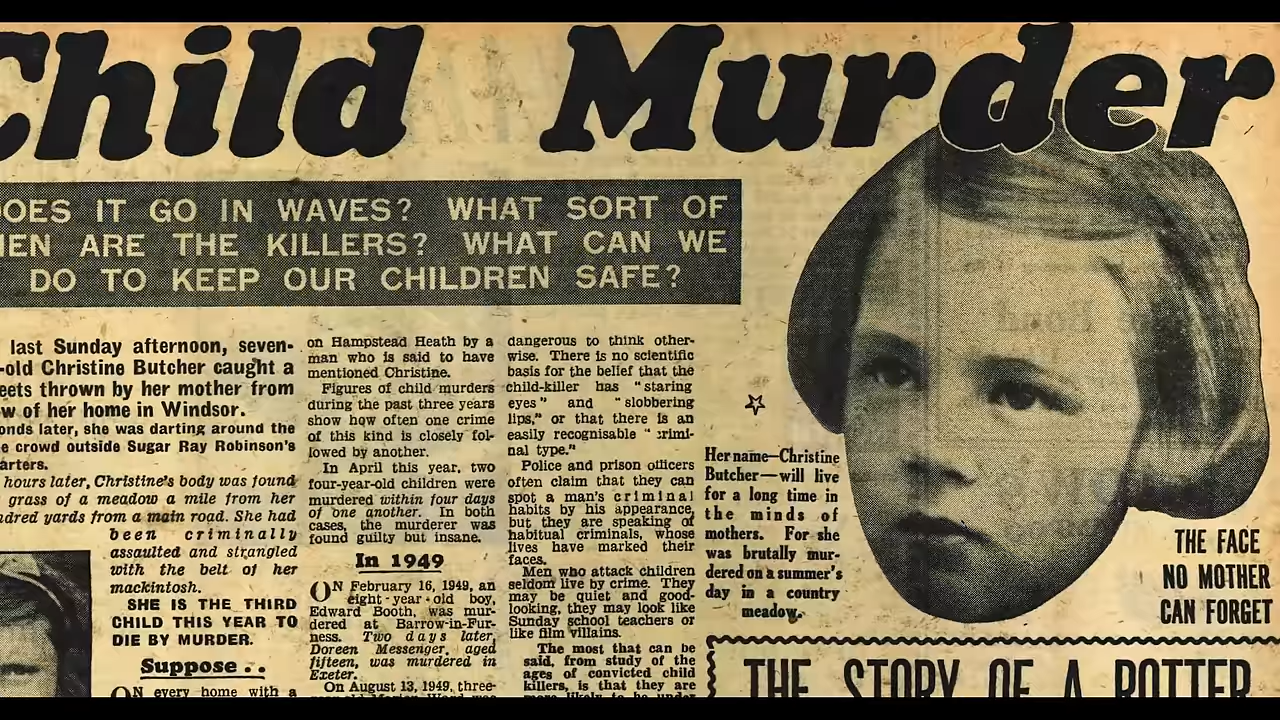 Child Murder
DOES IT GO IN WAVES? WHAT SORT OF
MEN ARE THE KILLERS? WHAT CAN WE
DO TO KEEP OUR CHILDREN SAFE?
last Sunday afternoon, seven-
-old Christine Butcher caught a
eets thrown by her mother from
w of her home in Windsor.
onds later, she was darting around the
e crowd outside Sugar Ray Robinson's
arters.
hours later, Christine's body was found
grass of a meadow a mile from her
ndred yards from a main road. She had
been criminally
assaulted and strangled
with the belt of her
mackintosh.
SHE IS THE THIRD
CHILD THIS YEAR TO
DIE BY MURDER.
Suppose . .
ON every home with a
on Hampstead Heath by a
man who is said to have
mentioned Christine.
Figures of child murders
during the past three years
show how often one crime
of this kind is closely fol-
lowed by another.
In April this year, two
four-year-old children were
murdered within four days
of one another. In both
cases, the murderer was
found guilty but insane.
In 1949
ON February 16, 1949, an
eight-year-old boy,
Edward Booth, was mur-
dered at Barrow-in-Fur-
ness. Two days later,
Doreen Messenger, aged
fifteen, was murdered in
Exeter.
On August 13, 1949, three-
dangerous to think other-
wise. There is no scientific
basis for the belief that the
child-killer has "staring
eyes" and "slobbering
lips," or that there is an
easily recognisable "crimi-
nal type."
Police and prison officers
often claim that they can
spot a man's criminal
habits by his appearance,
but they are speaking of
habitual criminals, whose
lives have marked their
faces.
Men who attack children
seldom live by crime. They
may be quiet and good-
looking, they may look like
Sunday school teachers or
like film villains.
The most that can be
said, from study of the
ages of convicted child
killers, is that they are
more likely to be under
Her name—Christine
Butcher—will live
for a long time in
the minds of
mothers. For she
was brutally mur-
dered on a summer's
day in a country
meadow.
THE FACE
NO MOTHER
CAN FORGET
THE STORY OF A ROTTER